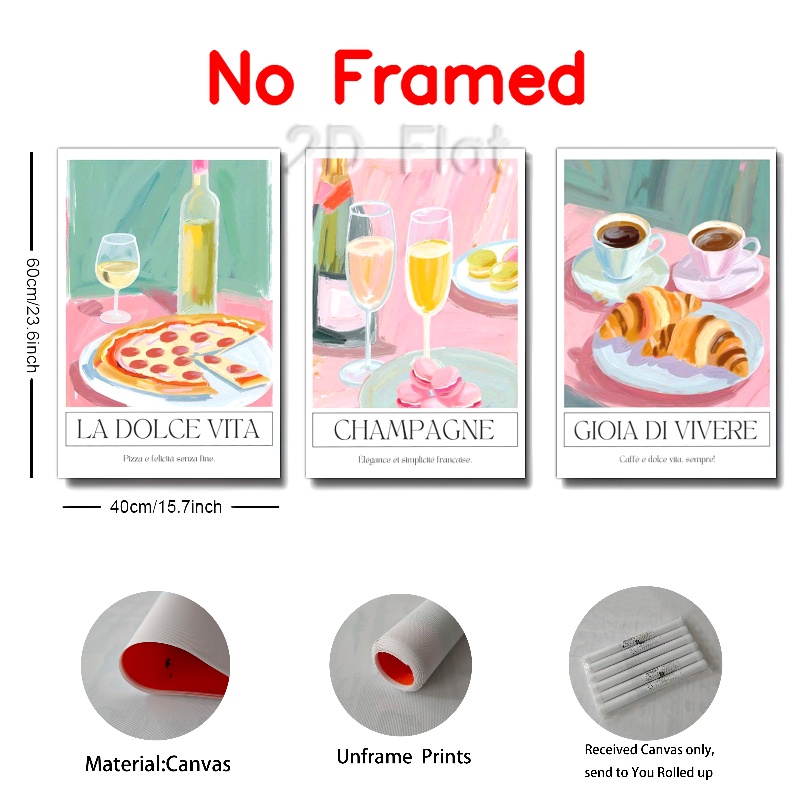 No Framed
2D Flat
60cm/23.6inch
LA DOLCE VITA
Pizza e felicità senza fine.
CHAMPAGNE
Élégance et simplicité française.
GIOIA DI VIVERE
Caffè e dolce vita, sempre!
40cm/15.7inch
Material:Canvas
Unframe Prints
Received Canvas only,
send to You Rolled up